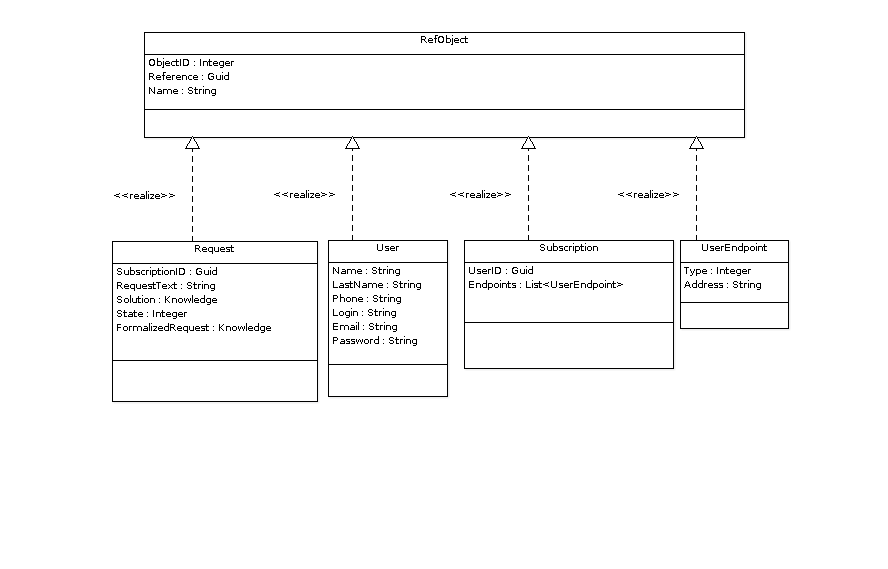 RefObject
ObjectID : Integer
Reference : Guid
Name : String
<<realize>>
<<realize>>
<<realize>>
<<realize>>
Request
SubscriptionID : Guid
RequestText : String
Solution : Knowledge
State : Integer
FormalizedRequest : Knowledge
User
Name : String
LastName : String
Phone : String
Login : String
Email : String
Password : String
Subscription
UserID : Guid
Endpoints : List<UserEndpoint>
UserEndpoint
Type : Integer
Address : String